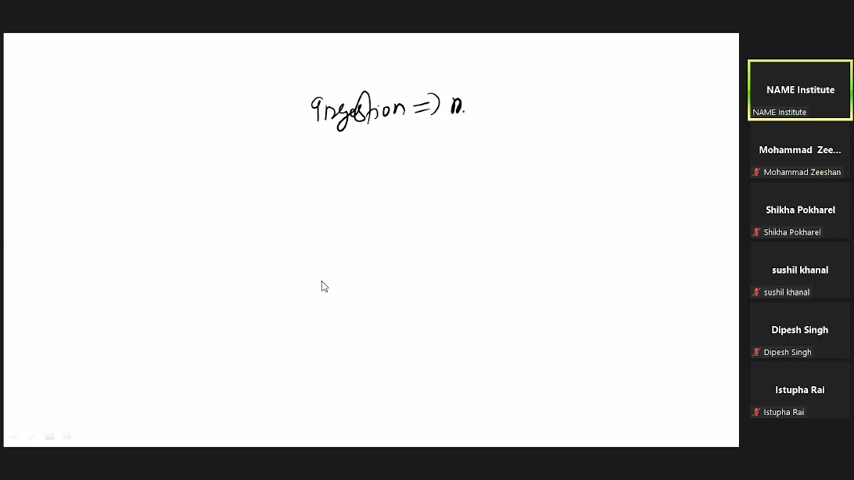 Ingestion => n.
NAME Institute
NAME Institute
Mohammad Zee...
Mohammad Zeeshan
Shikha Pokharel
Shikha Pokharel
sushil khanal
sushil khanal
Dipesh Singh
Dipesh Singh
Istupha Rai
Istupha Rai